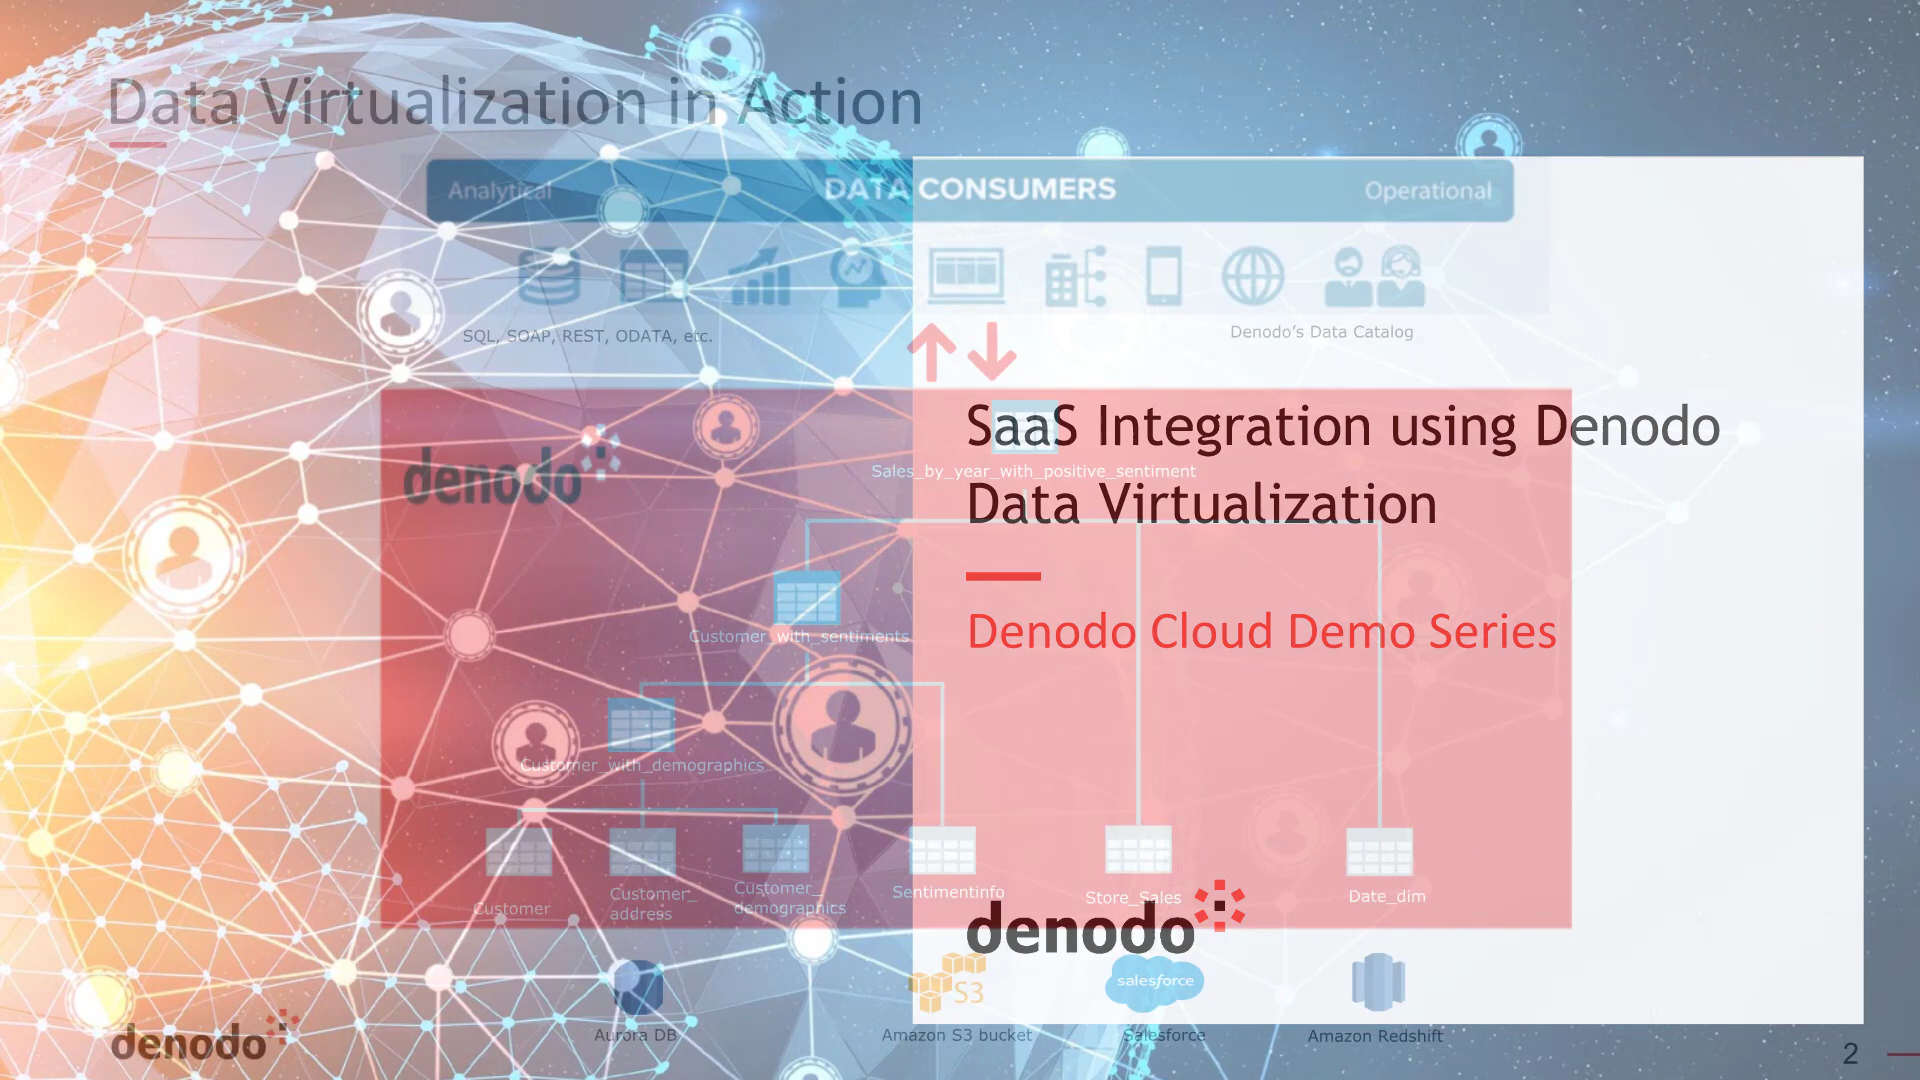 Data Virtualization in Action
Analytical
DATA CONSUMERS
Operational
SQL, SOAP, REST, ODATA, etc.
Denodo's Data Catalog
denodo
SaaS Integration using Denodo
Sales_by_year_with_positive_sentiment
Data Virtualization
Denodo Cloud Demo Series
Customer_with_sentiments
Customer_with_demographics
Customer
Customer_
address
Customer_
demographics
Sentimentinfo
Store_Sales
Date_dim
denodo
S3
salesforce
Aurora DB
Amazon S3 bucket
Salesforce
Amazon Redshift
denodo
2